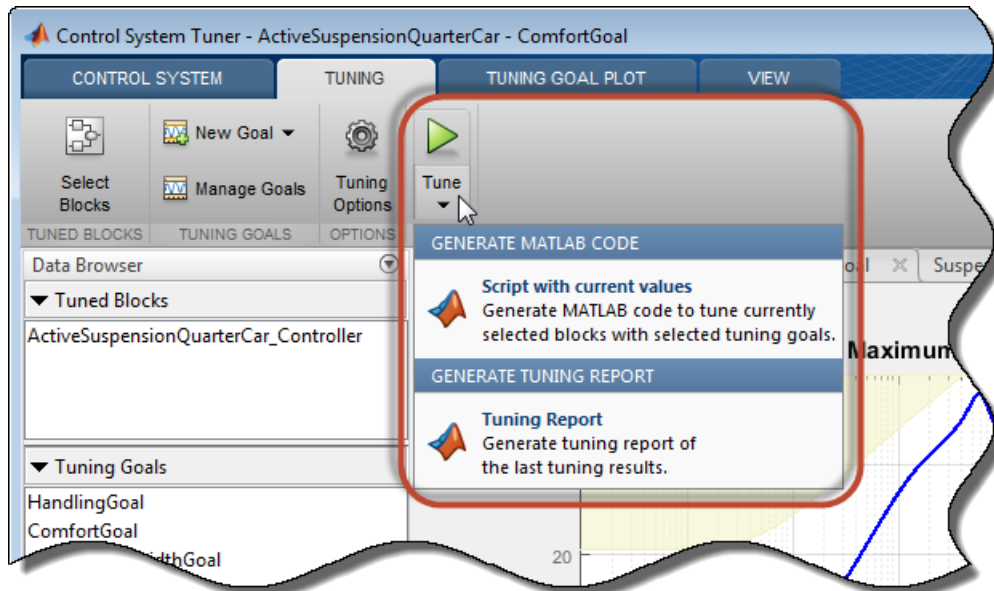 Control System Tuner - ActiveSuspensionQuarterCar - ComfortGoal
CONTROL SYSTEM
TUNING
TUNING GOAL PLOT
VIEW
Select
Blocks
New Goal
Manage Goals
Tuning
Options
Tune
TUNED BLOCKS
TUNING GOALS
OPTIONS
GENERATE MATLAB CODE
Script with current values
Generate MATLAB code to tune currently
selected blocks with selected tuning goals.
GENERATE TUNING REPORT
Tuning Report
Generate tuning report of
the last tuning results.
Data Browser
Tuned Blocks
ActiveSuspensionQuarterCar_Controller
Tuning Goals
HandlingGoal
ComfortGoal
Maximum
20